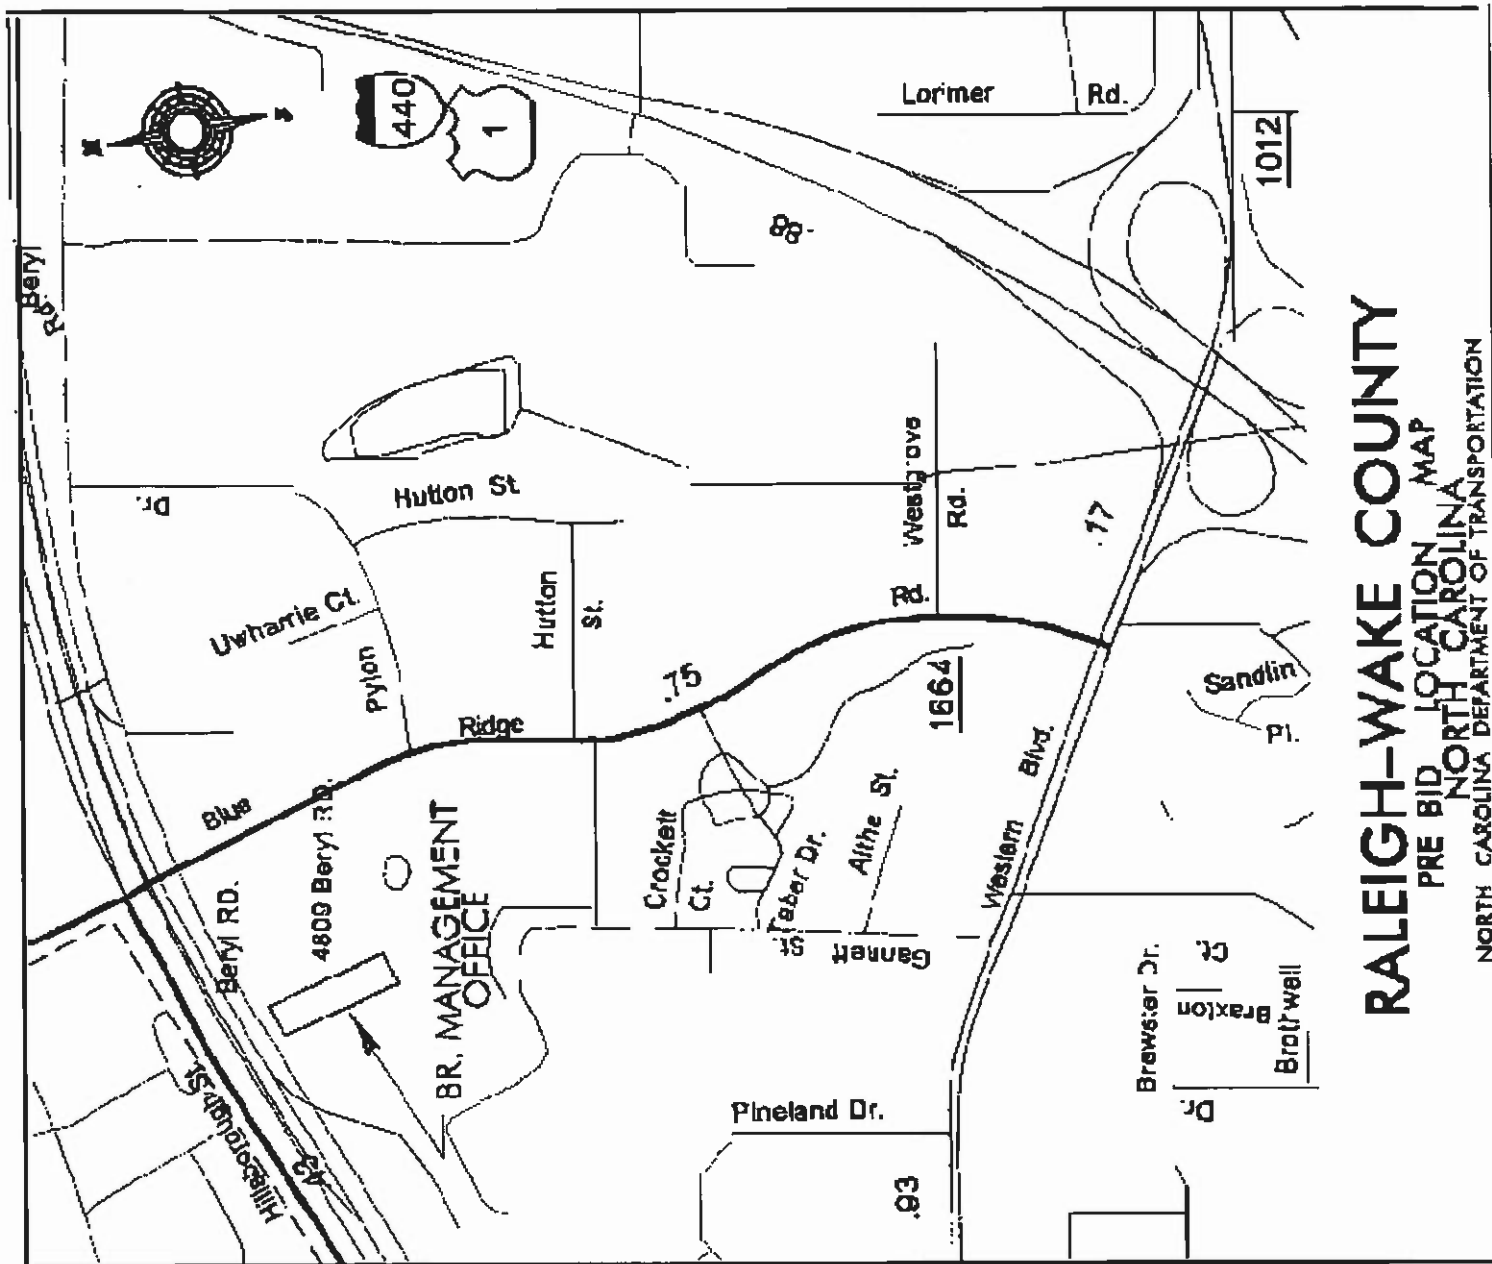 Beryl
Rd.
440
1
Lorimer Rd.
1012
.88
Dr.
Hutton St
Uwharrie Ct.
Pylon
Hutton
St.
Westgrove
Rd.
.17
Blue
Ridge
.75
Rd.
1664
Sandlin
Pl.
Beryl RD.
4809 Beryl RD.
BR. MANAGEMENT
OFFICE
Crockett
Ct.
Tabor Dr.
Althe St.
Western Blvd.
Gannett
St
Hillsborough St.
.43
Pineland Dr.
.93
Brewster Dr.
Braxton
Ct.
Brothwell
Dr.
RALEIGH-WAKE COUNTY
PRE BID LOCATION MAP
NORTH CAROLINA
NORTH CAROLINA DEPARTMENT OF TRANSPORTATION